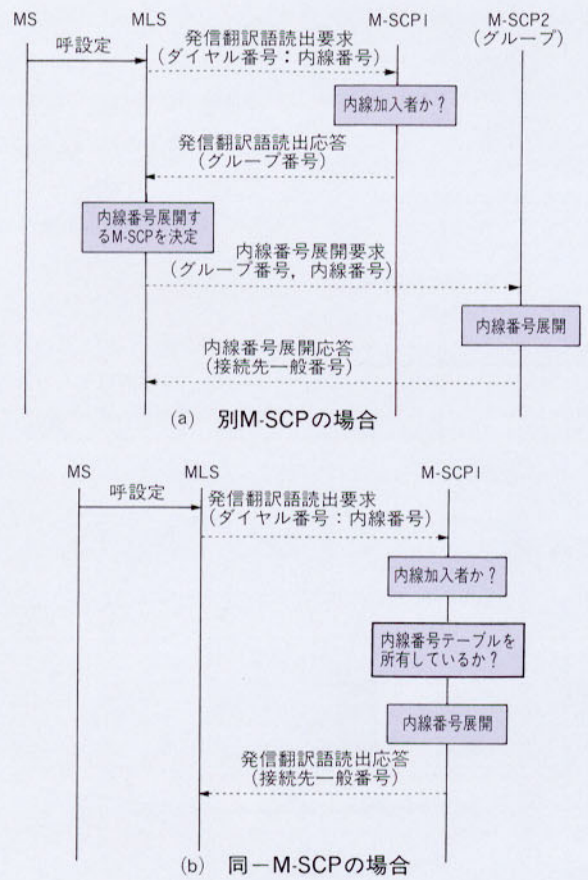 MS
MLS
M-SCP1
M-SCP2
(グループ)
呼設定
発信翻訳語読出要求
(ダイヤル番号：内線番号)
内線加入者か？
発信翻訳語読出応答
(グループ番号)
内線番号展開す
るM-SCPを決定
内線番号展開要求
(グループ番号，内線番号)
内線番号展開
内線番号展開応答
(接続先一般番号)
(a) 別M-SCPの場合
MS
MLS
M-SCP1
呼設定
発信翻訳語読出要求
(ダイヤル番号：内線番号)
内線加入者か？
内線番号テーブルを
所有しているか？
内線番号展開
発信翻訳語読出応答
(接続先一般番号)
(b) 同一M-SCPの場合